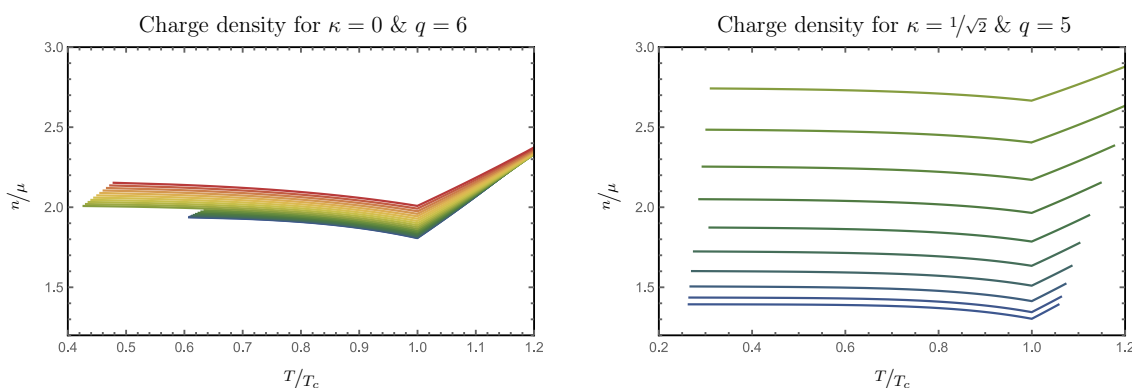 Charge density for κ = 0 & q = 6
3.0
2.5
2.0
1.5
n/μ
0.4 0.5 0.6 0.7 0.8 0.9 1.0 1.1 1.2
T/T_c
Charge density for κ = 1/√2 & q = 5
3.0
2.5
2.0
1.5
n/μ
0.2 0.4 0.6 0.8 1.0 1.2
T/T_c